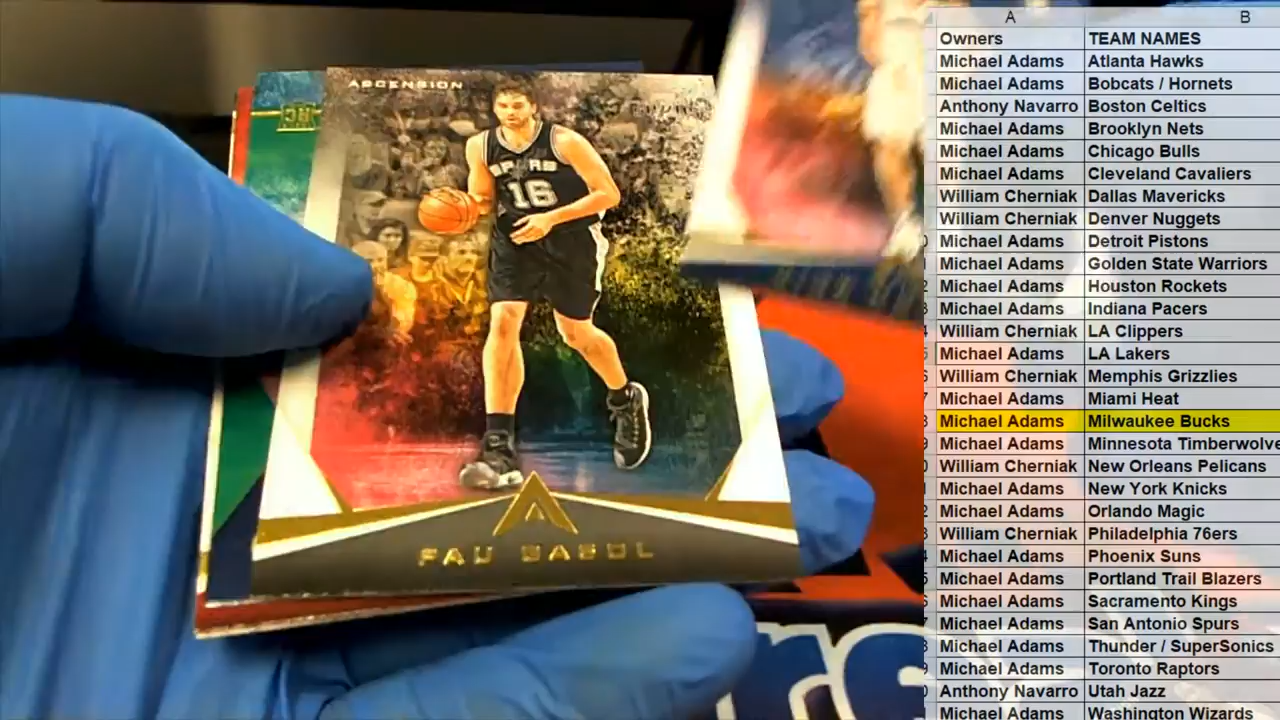 ASCENSION
RC
SPURS
16
A
PAU GASOL
A B
Owners TEAM NAMES
Michael Adams Atlanta Hawks
Michael Adams Bobcats / Hornets
Anthony Navarro Boston Celtics
Michael Adams Brooklyn Nets
Michael Adams Chicago Bulls
Michael Adams Cleveland Cavaliers
William Cherniak Dallas Mavericks
William Cherniak Denver Nuggets
Michael Adams Detroit Pistons
Michael Adams Golden State Warriors
Michael Adams Houston Rockets
Michael Adams Indiana Pacers
William Cherniak LA Clippers
Michael Adams LA Lakers
William Cherniak Memphis Grizzlies
Michael Adams Miami Heat
Michael Adams Milwaukee Bucks
Michael Adams Minnesota Timberwolve
William Cherniak New Orleans Pelicans
Michael Adams New York Knicks
Michael Adams Orlando Magic
William Cherniak Philadelphia 76ers
Michael Adams Phoenix Suns
Michael Adams Portland Trail Blazers
Michael Adams Sacramento Kings
Michael Adams San Antonio Spurs
Michael Adams Thunder / SuperSonics
Michael Adams Toronto Raptors
Anthony Navarro Utah Jazz
Michael Adams Washington Wizards